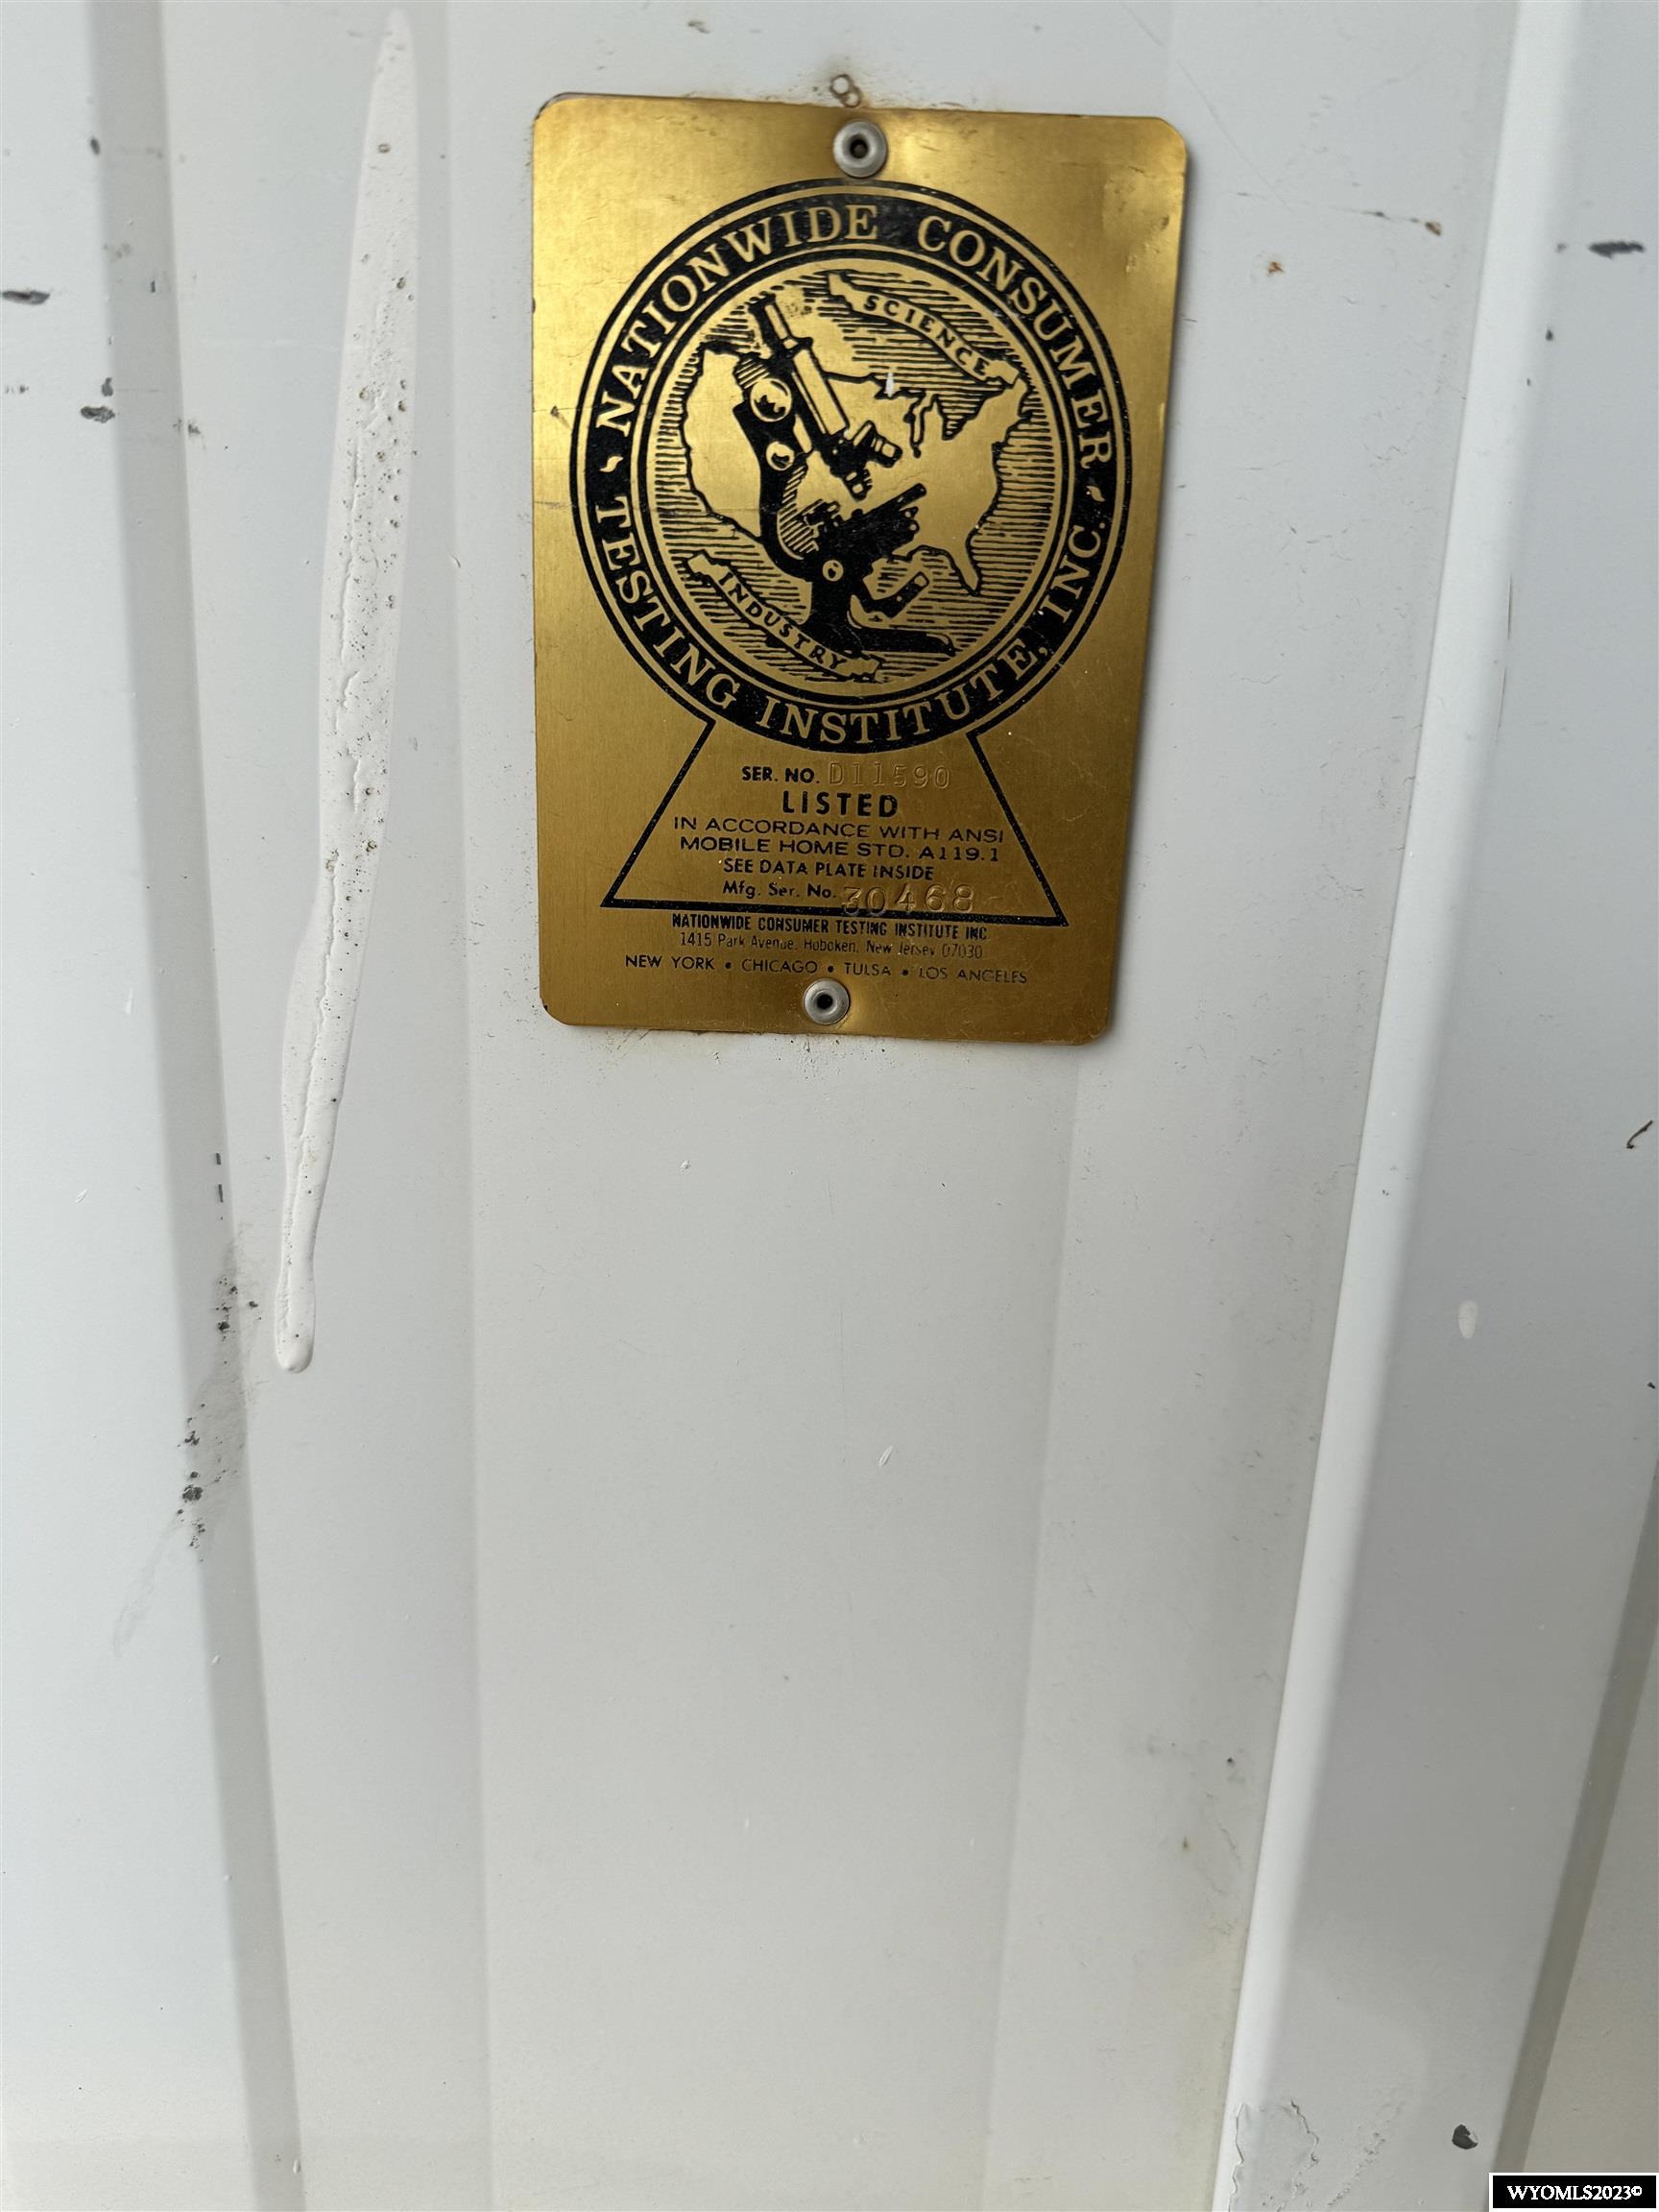 NATIONWIDE CONSUMER
TESTING INSTITUTE, INC.
SCIENCE
INDUSTRY
SER. NO. D11590
LISTED
IN ACCORDANCE WITH ANSI
MOBILE HOME STD. A119.1
SEE DATA PLATE INSIDE
Mfg. Ser. No. 30468
NATIONWIDE CONSUMER TESTING INSTITUTE INC.
1415 Park Avenue, Hoboken, New Jersey 07030
NEW YORK • CHICAGO • TULSA • LOS ANGELES
WYOMLS2023©